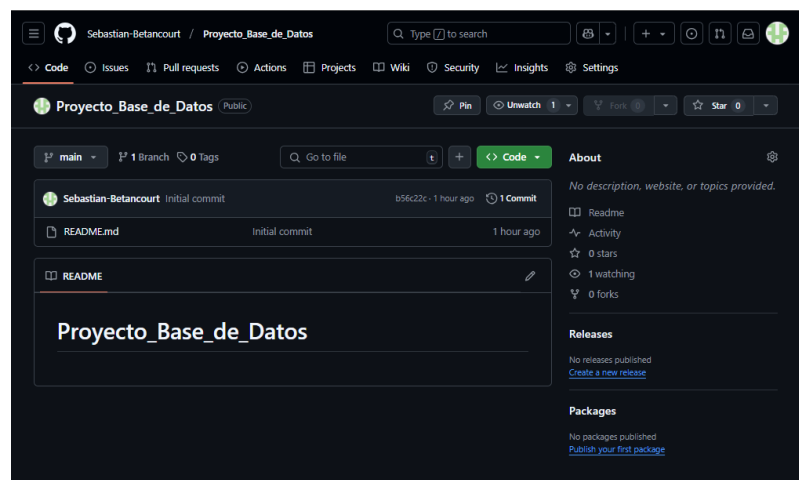 Sebastian-Betancourt / Proyecto_Base_de_Datos
Type / to search
Code Issues Pull requests Actions Projects Wiki Security Insights Settings
Proyecto_Base_de_Datos Public
Pin Unwatch 1 Fork 0 Star 0
main 1 Branch 0 Tags Go to file t + Code
Sebastian-Betancourt Initial commit b56c22c · 1 hour ago 1 Commit
README.md Initial commit 1 hour ago
README
Proyecto_Base_de_Datos
About
No description, website, or topics provided.
Readme
Activity
0 stars
1 watching
0 forks
Releases
No releases published
Create a new release
Packages
No packages published
Publish your first package